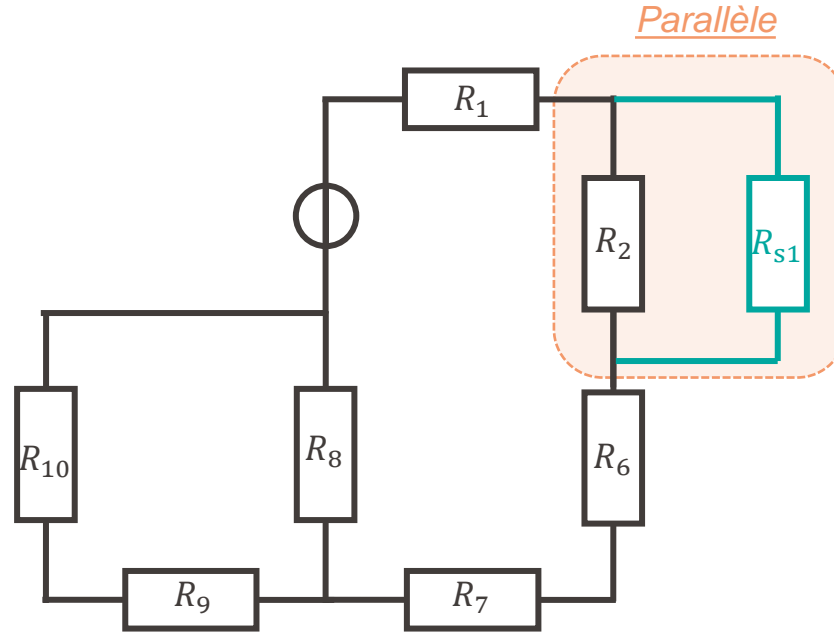 Parallèle
R₁
R₂
Rₛ₁
R₁₀
R₈
R₆
R₉
R₇